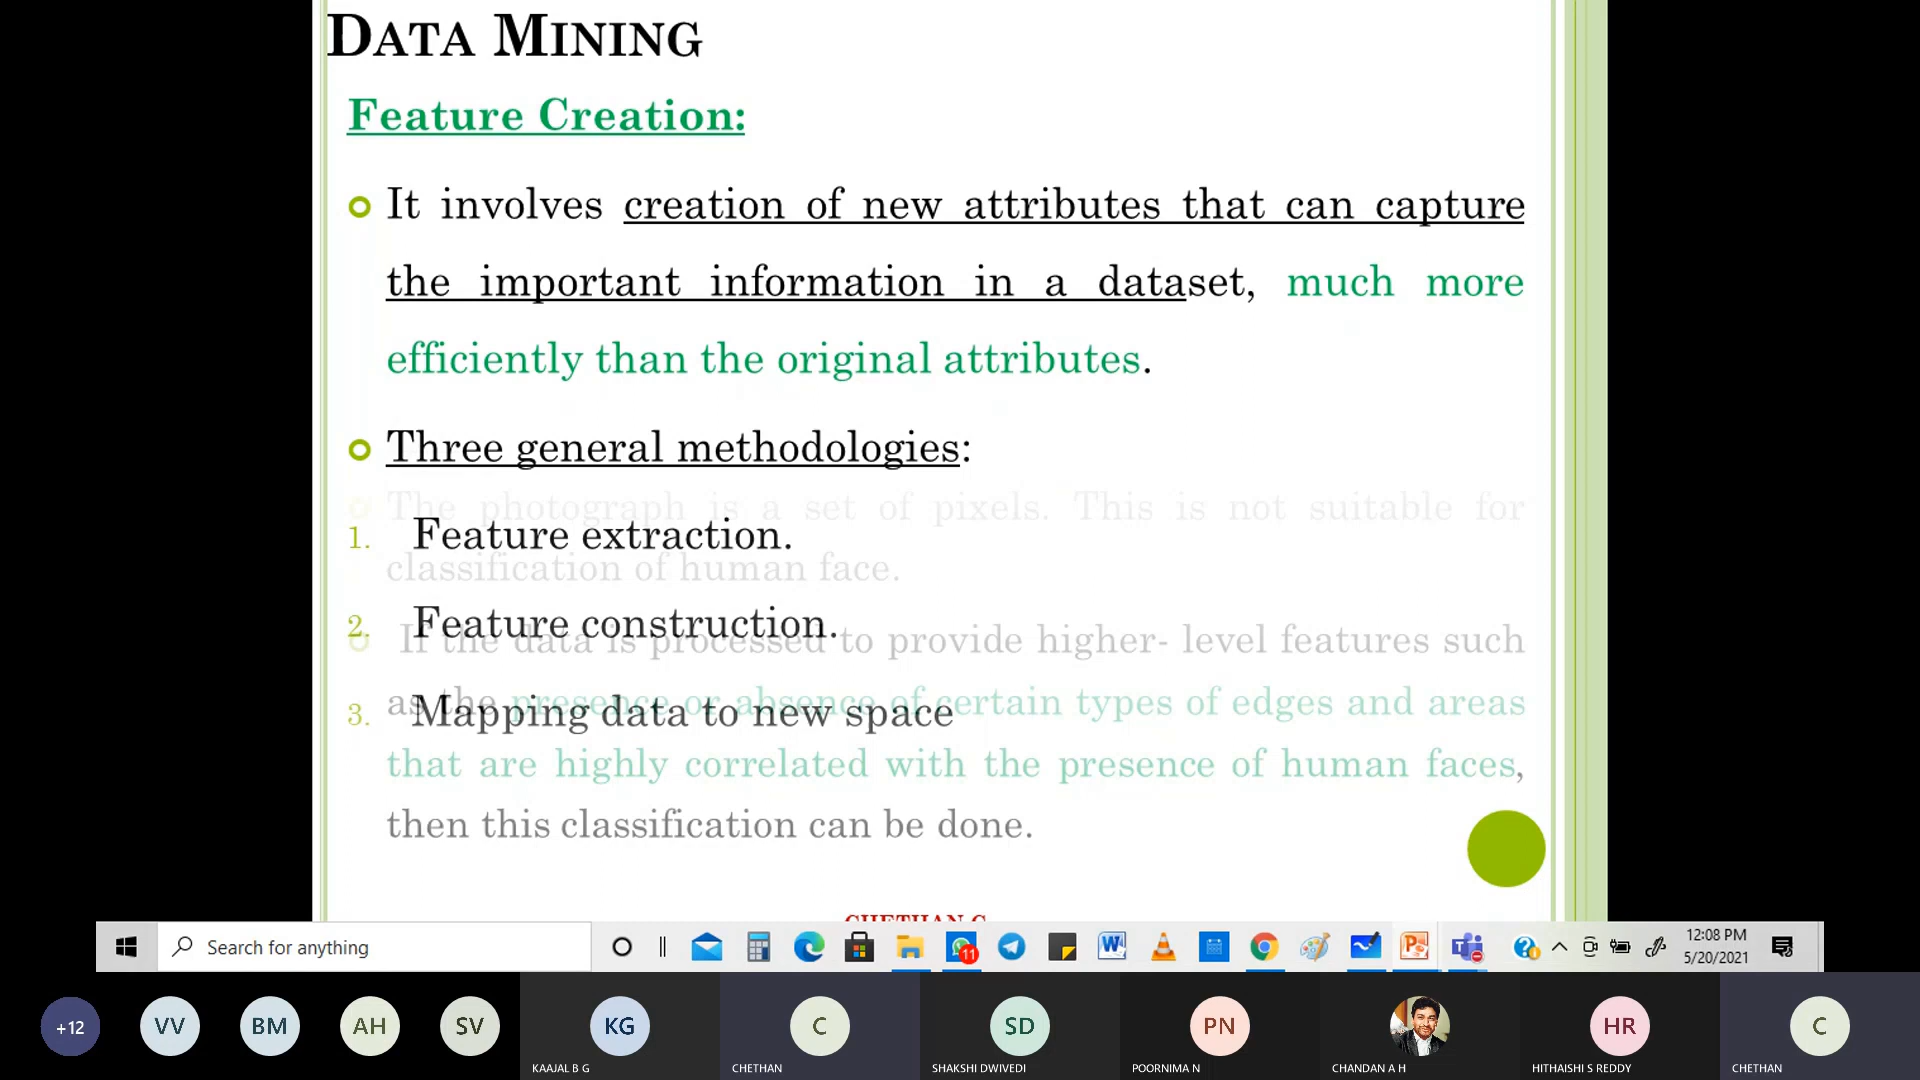 DATA MINING
Feature Creation:
It involves creation of new attributes that can capture
the important information in a dataset, much more
efficiently than the original attributes.
Three general methodologies:
The photograph is a set of pixels. This is not suitable for
1. Feature extraction.
classification of human face.
2. Feature construction.
If the data is processed to provide higher- level features such
as the presence or absence of certain types of edges and areas
3. Mapping data to new space
that are highly correlated with the presence of human faces,
then this classification can be done.
CHETHAN C
Search for anything
11
12:08 PM
5/20/2021
+12
VV
BM
AH
SV
KG
C
SD
PN
HR
C
KAAJAL B G
CHETHAN
SHAKSHI DWIVEDI
POORNIMA N
CHANDAN A H
HITHAISHI S REDDY
CHETHAN